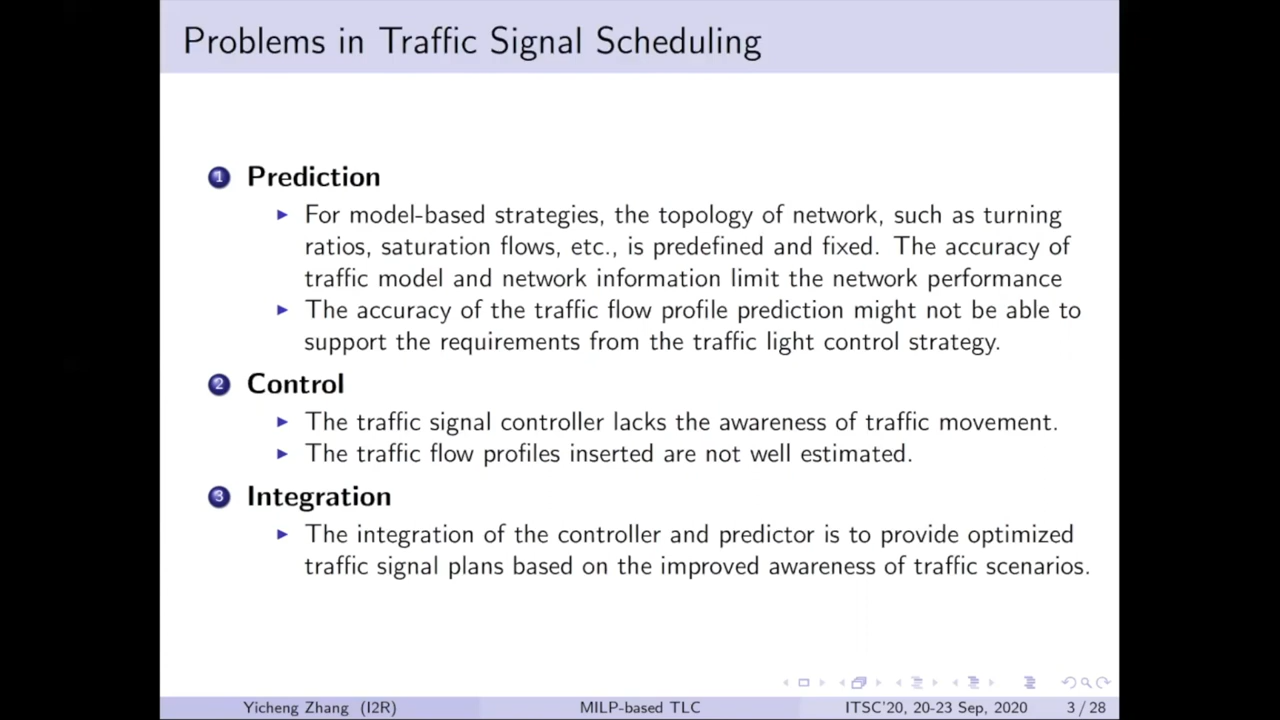 Problems in Traffic Signal Scheduling
1 Prediction
For model-based strategies, the topology of network, such as turning
ratios, saturation flows, etc., is predefined and fixed. The accuracy of
traffic model and network information limit the network performance
The accuracy of the traffic flow profile prediction might not be able to
support the requirements from the traffic light control strategy.
2 Control
The traffic signal controller lacks the awareness of traffic movement.
The traffic flow profiles inserted are not well estimated.
3 Integration
The integration of the controller and predictor is to provide optimized
traffic signal plans based on the improved awareness of traffic scenarios.
Yicheng Zhang (I2R) MILP-based TLC ITSC'20, 20-23 Sep, 2020 3 / 28